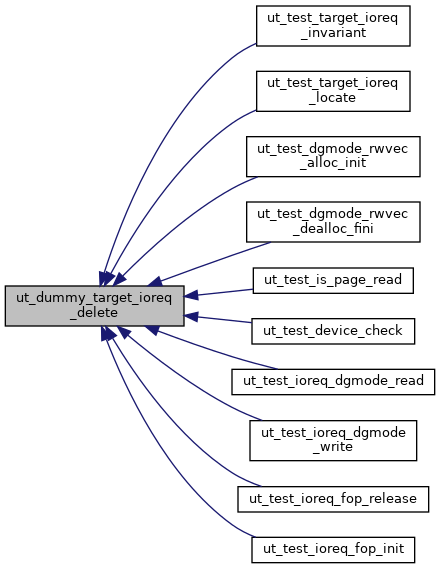 ut_test_target_ioreq
_invariant
ut_test_target_ioreq
_locate
ut_test_dgmode_rwvec
_alloc_init
ut_test_dgmode_rwvec
_dealloc_fini
ut_test_is_page_read
ut_dummy_target_ioreq
_delete
ut_test_device_check
ut_test_ioreq_dgmode_read
ut_test_ioreq_dgmode
_write
ut_test_ioreq_fop_release
ut_test_ioreq_fop_init